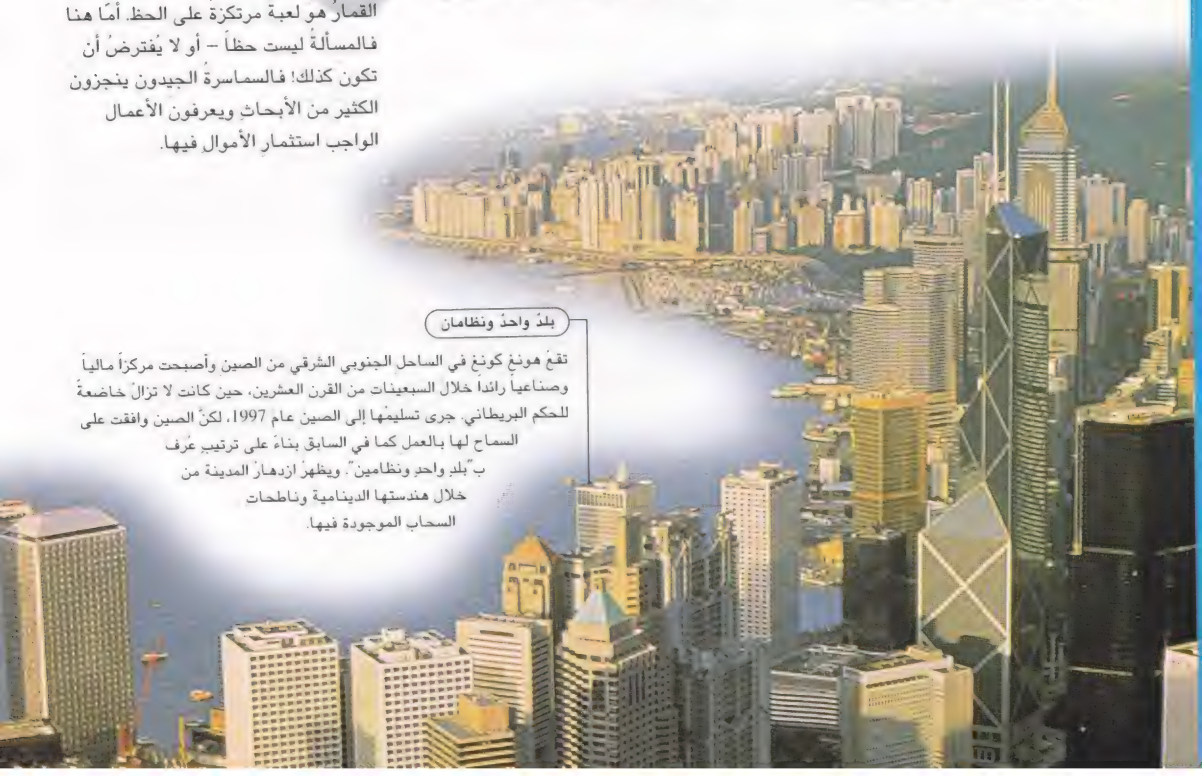 القمارُ هو لعبة مرتكزة على الحظ. أمّا هنا
فالمسألةُ ليست حظاً – أو لا يُفترضُ أن
تكون كذلك! فالسماسرةُ الجيدون ينجزون
الكثير من الأبحاثِ ويعرفونَ الأعمال
الواجب استثمارِ الأموالِ فيها.
بلدٌ واحدٌ ونظامان
تقعُ هونغ كونغ في الساحل الجنوبي الشرقي من الصين وأصبحت مركزاً مالياً
وصناعياً رائداً خلال السبعينات من القرن العشرين، حين كانت لا تزالُ خاضعةً
للحكم البريطاني. جرى تسليمُها إلى الصين عام 1997. لكنّ الصين وافقت على
السماح لها بالعمل كما في السابق بناءً على ترتيبٍ عُرف
ب"بلدٍ واحدٍ ونظامين". ويظهرُ ازدهارُ المدينة من
خلال هندستها الدينامية وناطحات
السحاب الموجودة فيها.